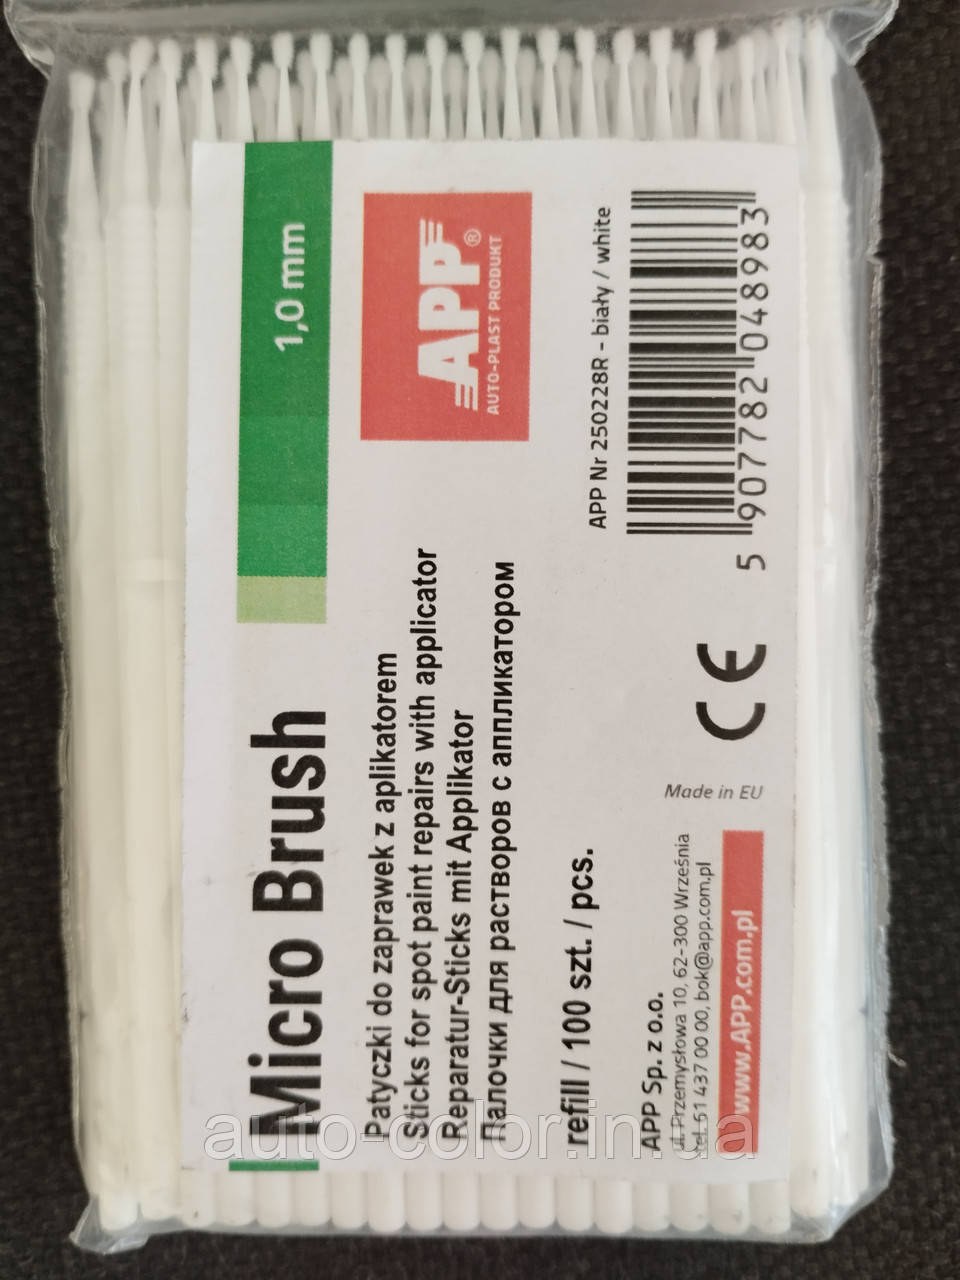 Micro Brush
1,0 mm
Patyczki do zaprawek z aplikatorem
Sticks for spot paint repairs with applicator
Reparatur-Sticks mit Applikator
Палочки для растворов с аппликатором
APP®
AUTO-PLAST PRODUKT
refill / 100 szt. / pcs.
APP Nr 250228R - biały / white
5 907782 048983
CE
Made in EU
APP Sp. z o.o.
ul. Przemysłowa 10, 62-300 Września
tel. 61 437 00 00, bok@app.com.pl
www.APP.com.pl
auto-color.in.ua